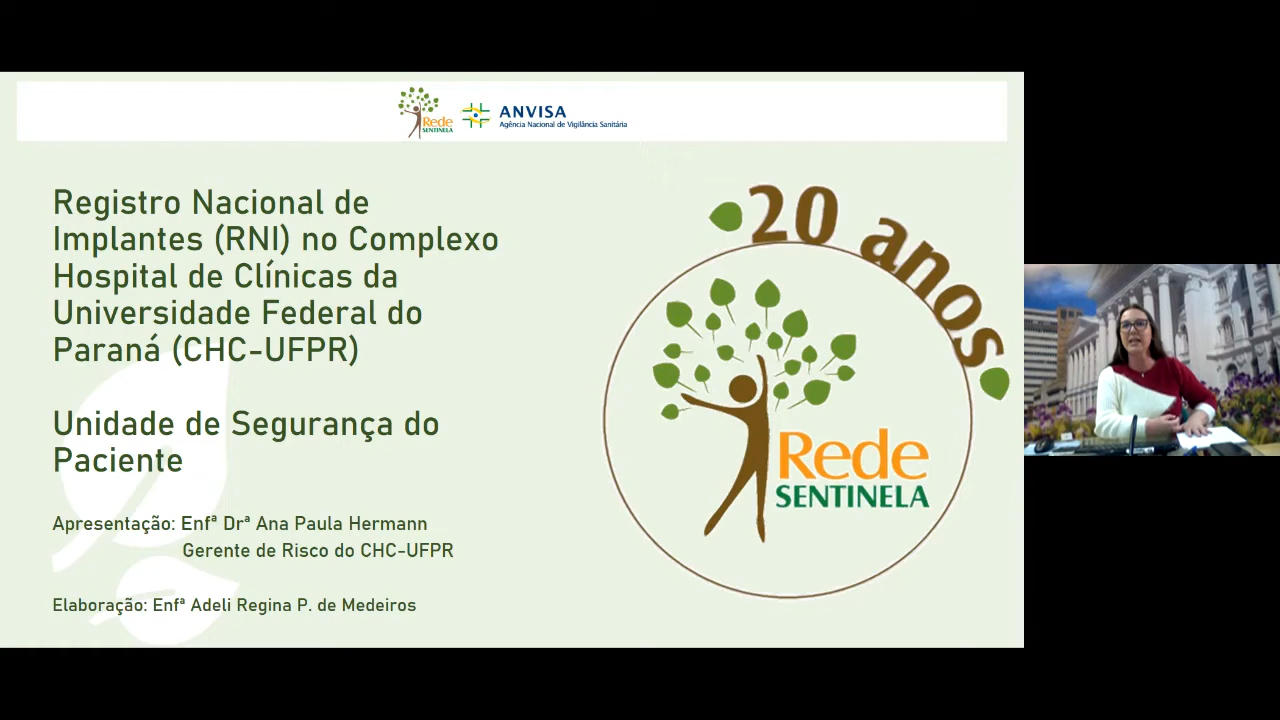 Rede
SENTINELA
ANVISA
Agência Nacional de Vigilância Sanitária
Registro Nacional de
Implantes (RNI) no Complexo
Hospital de Clínicas da
Universidade Federal do
Paraná (CHC-UFPR)
Unidade de Segurança do
Paciente
Apresentação: Enfª Drª Ana Paula Hermann
Gerente de Risco do CHC-UFPR
Elaboração: Enfª Adeli Regina P. de Medeiros
20 anos
Rede
SENTINELA